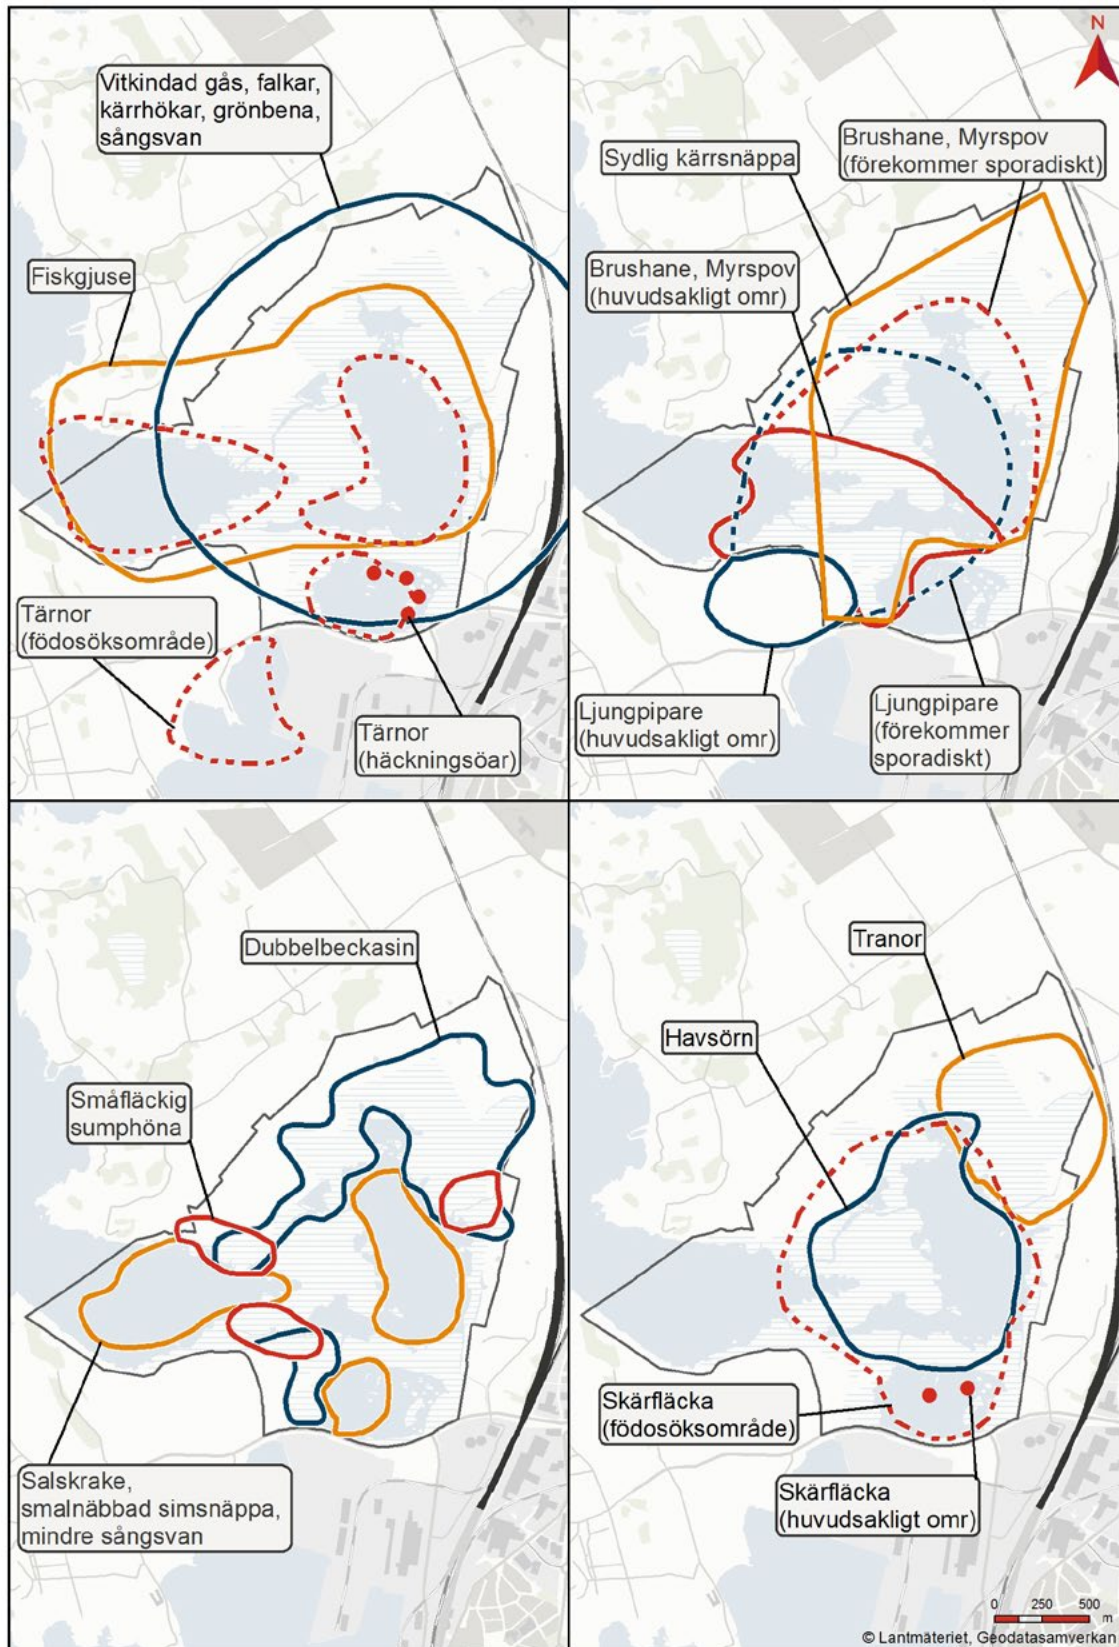 Vitkindad gås, falkar,
kärrhökar, grönbena,
sångsvan
Fiskgjuse
Tärnor
(födosöksområde)
Tärnor
(häckningsöar)
N
Brushane, Myrspov
(förekommer sporadiskt)
Sydlig kärrsnäppa
Brushane, Myrspov
(huvudsakligt omr)
Ljungpipare
(huvudsakligt omr)
Ljungpipare
(förekommer
sporadiskt)
Dubbelbeckasin
Småfläckig
sumphöna
Salskrake,
smalnäbbad simsnäppa,
mindre sångsvan
Tranor
Havsörn
Skärfläcka
(födosöksområde)
Skärfläcka
(huvudsakligt omr)
0 250 500
m
© Lantmäteriet, Geodatasamverkan